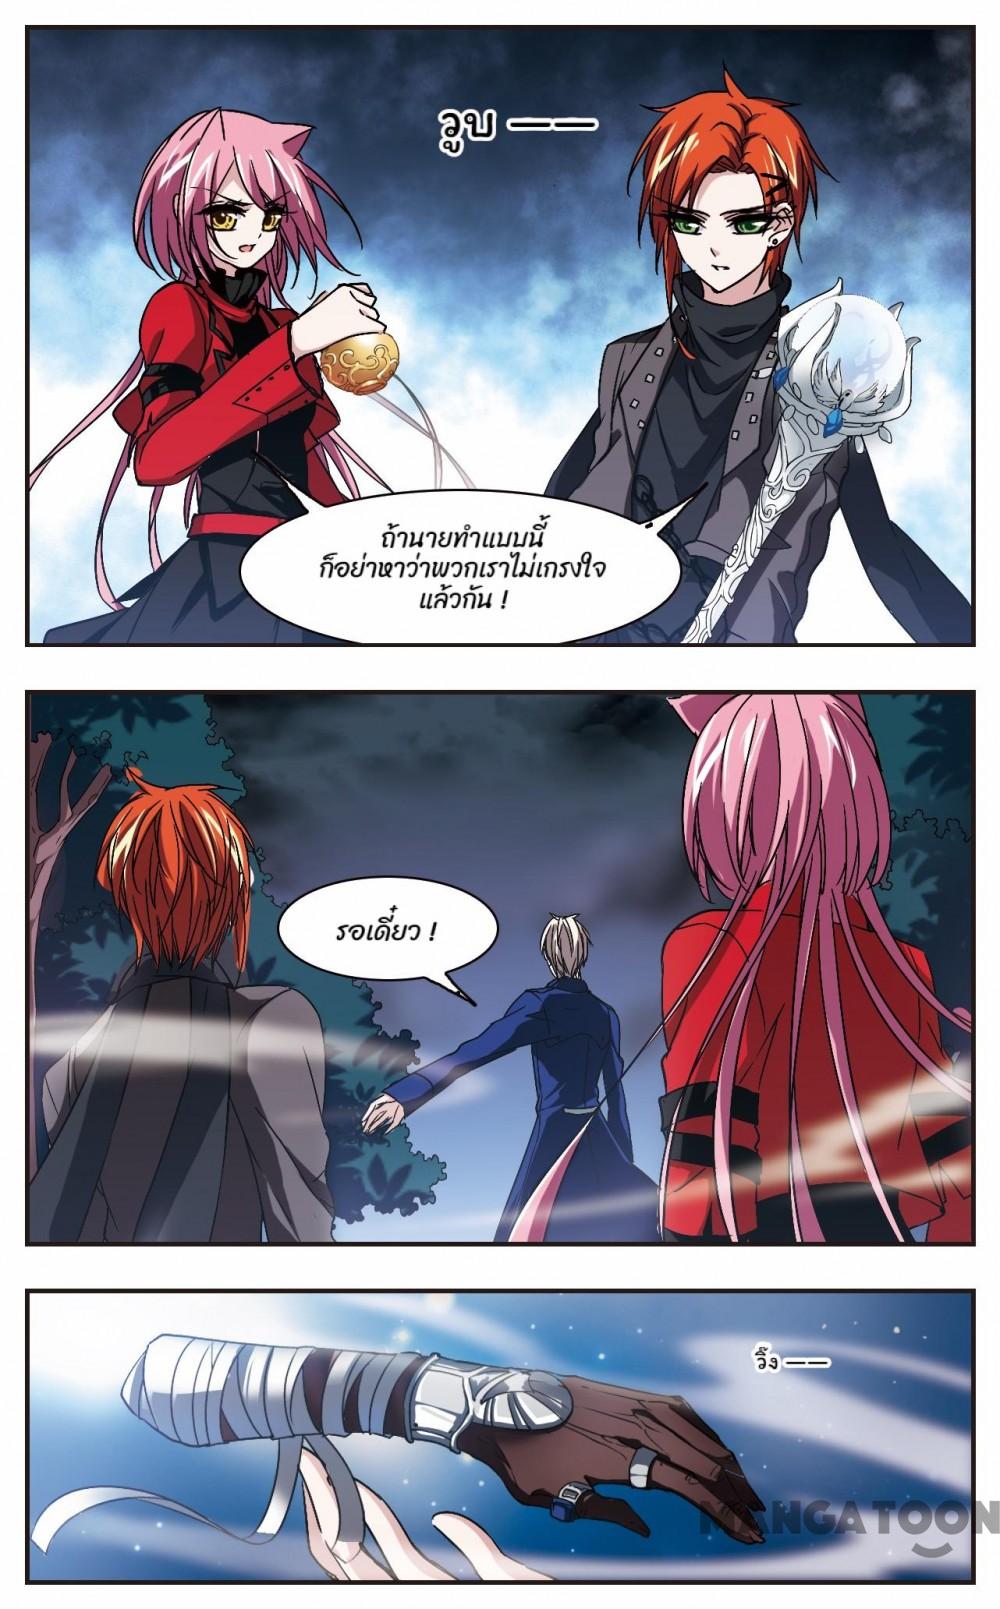 วูบ ——
ถ้านายทำแบบนี้
ก็อย่าหาว่าพวกเราไม่เกรงใจ
แล้วกัน !
รอเดี๋ยว !
วิ๊ง ——
MANGATOON